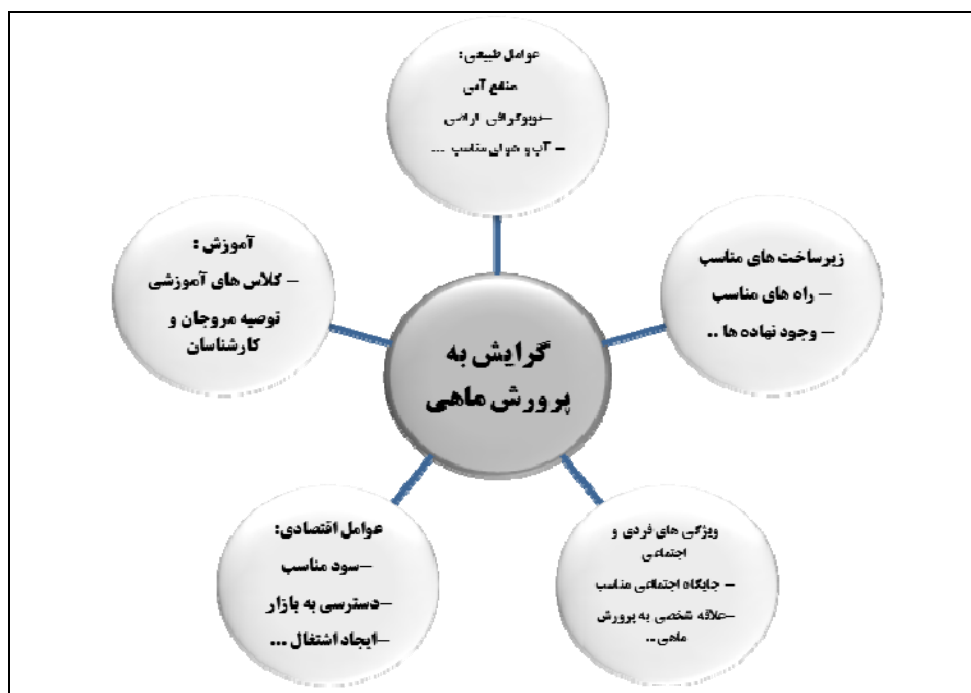 عوامل طبیعی:
منابع آبی
–توپوگرافی اراضی
– آب و هوای مناسب ...
زیرساخت های مناسب
– راه های مناسب
– وجود نهاده ها ..
ویژگی های فردی و
اجتماعی
– جایگاه اجتماعی مناسب
–علاقه شخصی به پرورش
ماهی...
عوامل اقتصادی:
–سود مناسب
–دسترسی به بازار
–ایجاد اشتغال ...
آموزش :
– کلاس های آموزشی
توصیه مروجان و
کارشناسان
گرایش به
پرورش ماهی